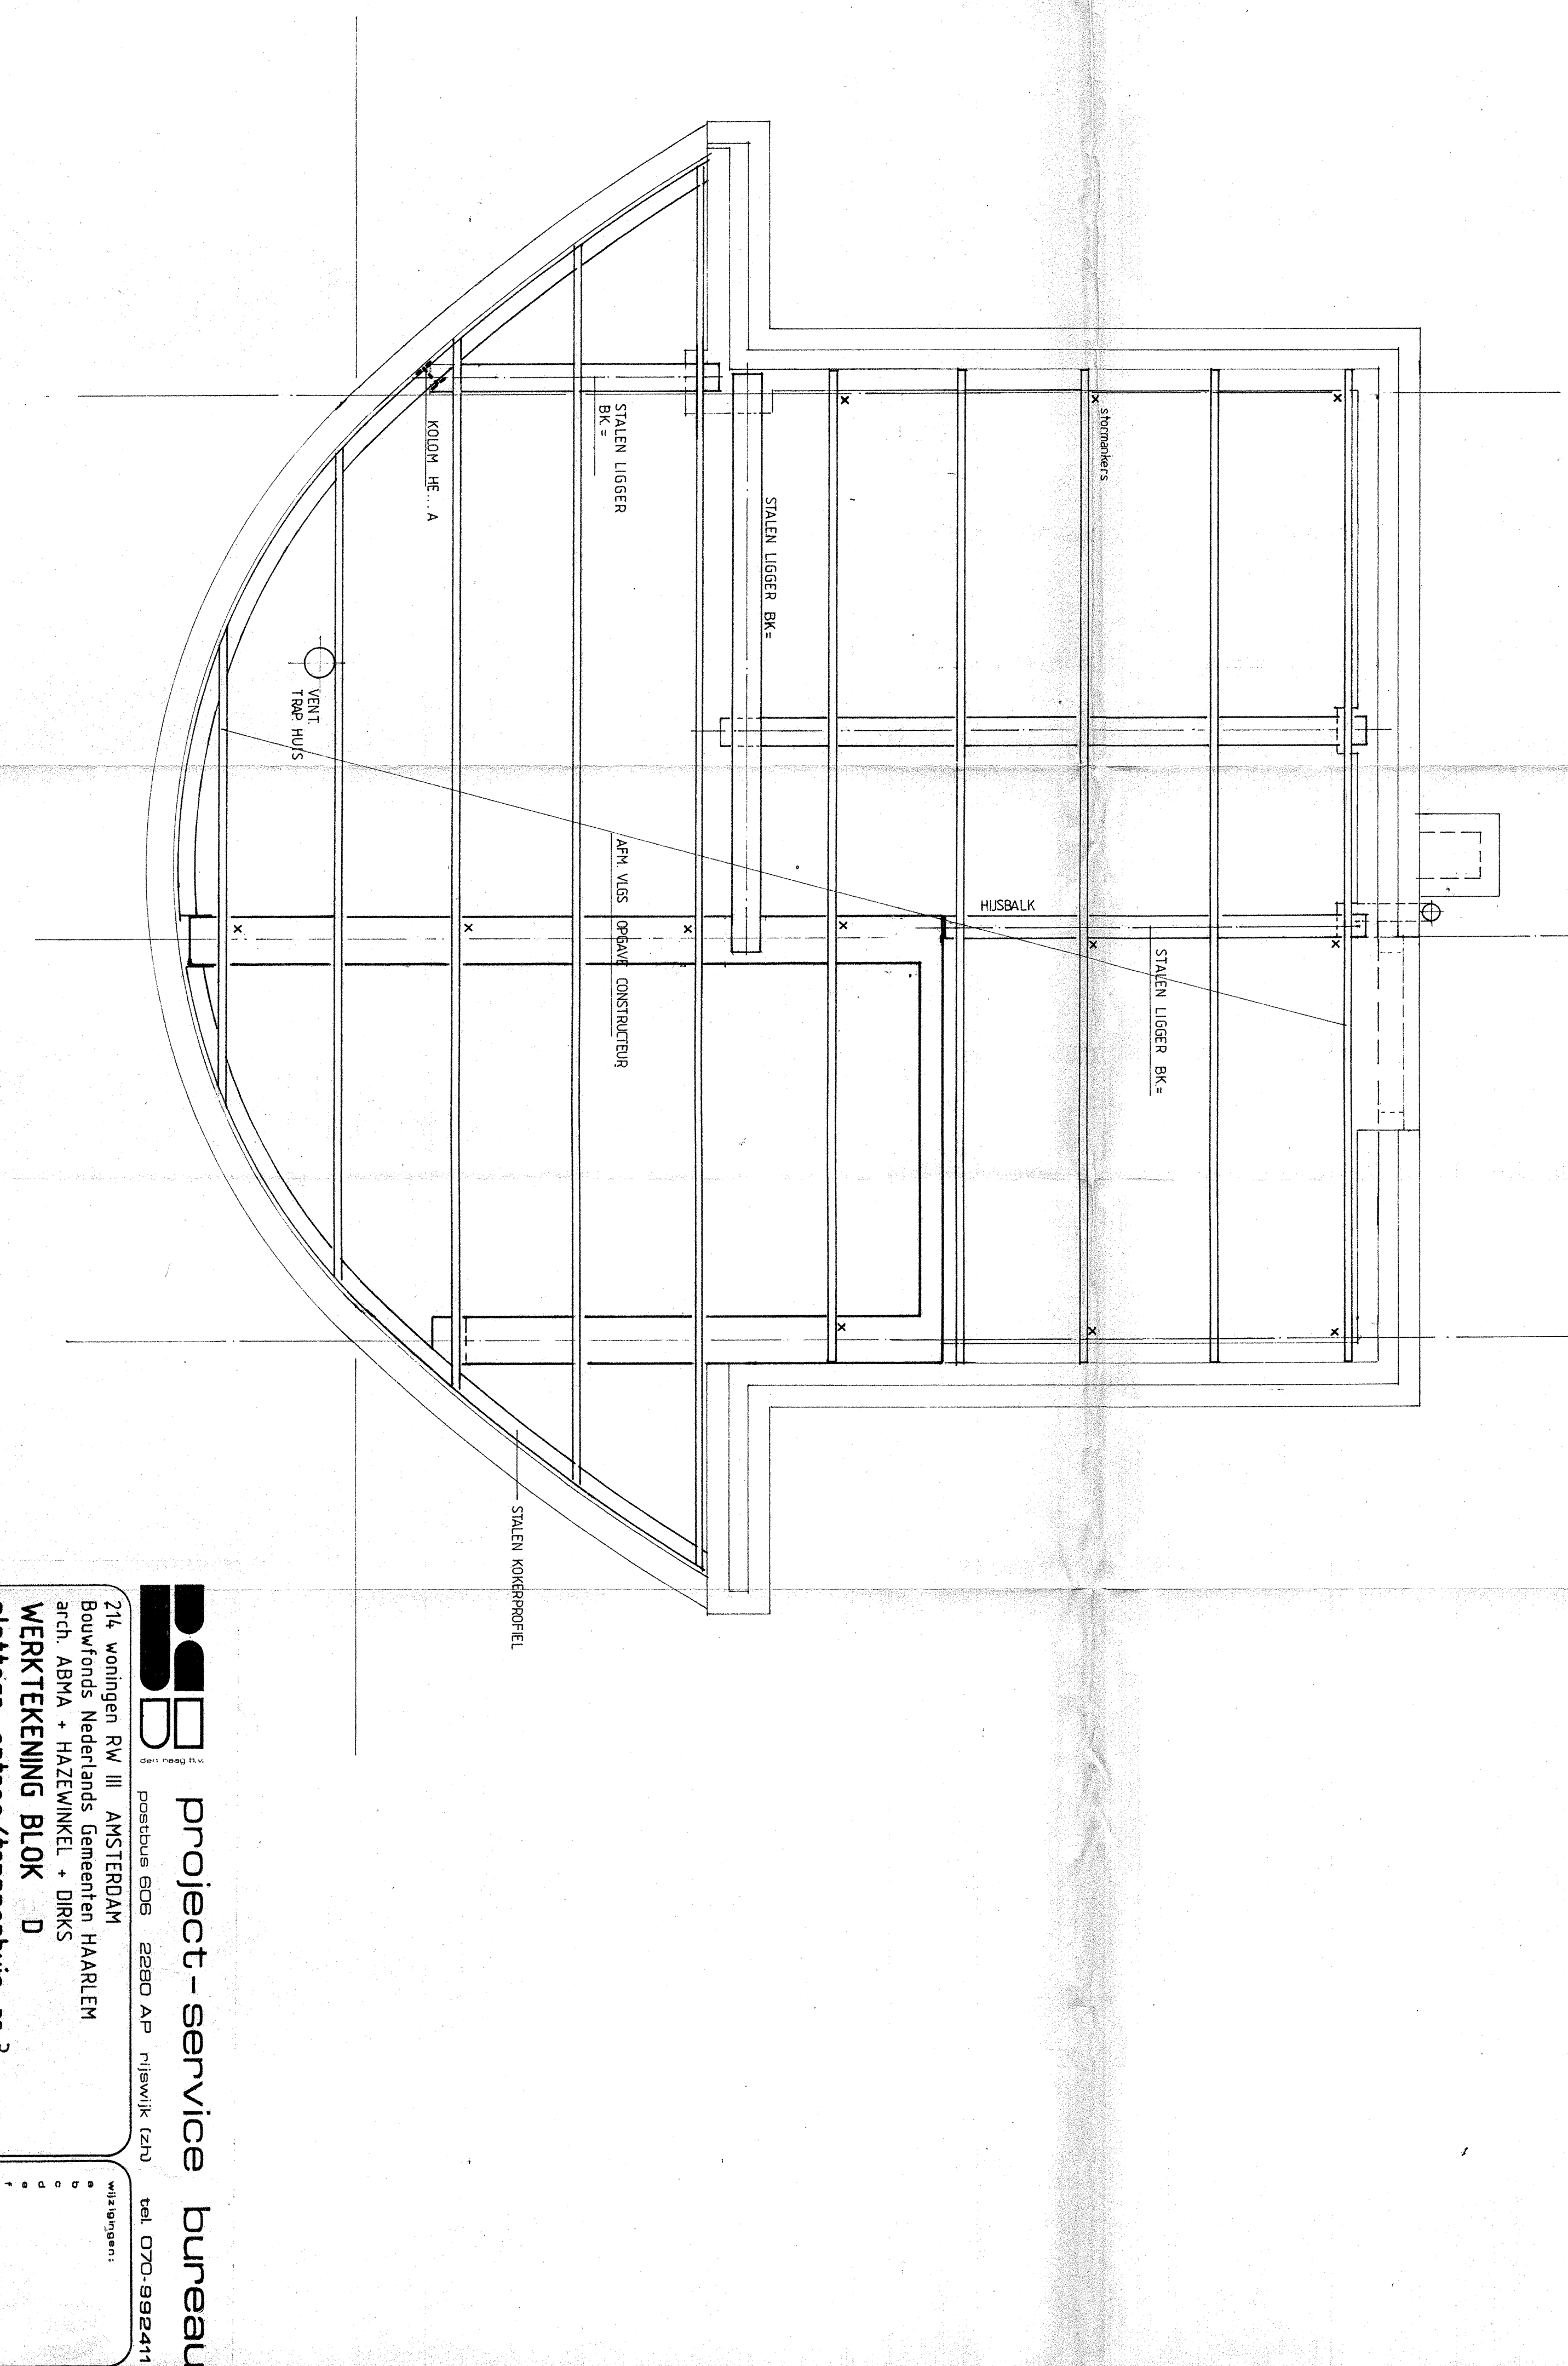 stormankers
STALEN LIGGER BK=
STALEN LIGGER
BK.=
KOLOM HE...A
VENT.
TRAP. HUIS
HIJSBALK
STALEN LIGGER BK=
AFM. VLGS OPGAVE CONSTRUCTEUR
STALEN KOKERPROFIEL
den haag b.v.
project-service bureau
postbus 606 2280 AP rijswijk (zh) tel. 070-992411
214 woningen RW III AMSTERDAM
Bouwfonds Nederlands Gemeenten HAARLEM
arch. ABMA + HAZEWINKEL + DIRKS
WERKTEKENING BLOK D
wijzigingen:
a
b
c
d
e
f